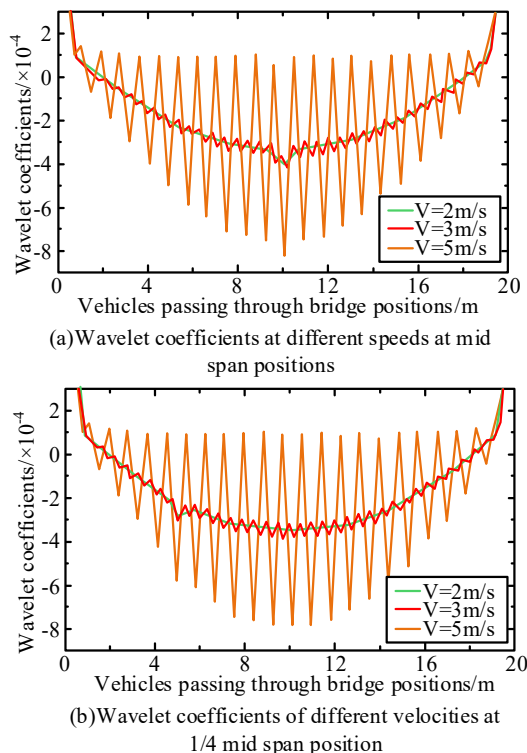 Wavelet coefficients/×10⁻⁴
2
0
-2
-4
-6
-8
V=2m/s
V=3m/s
V=5m/s
0 4 8 12 16 20
Vehicles passing through bridge positions/m
(a)Wavelet coefficients at different speeds at mid
span positions
Wavelet coefficients/×10⁻⁴
2
0
-2
-4
-6
-8
V=2m/s
V=3m/s
V=5m/s
0 4 8 12 16 20
Vehicles passing through bridge positions/m
(b)Wavelet coefficients of different velocities at
1/4 mid span position